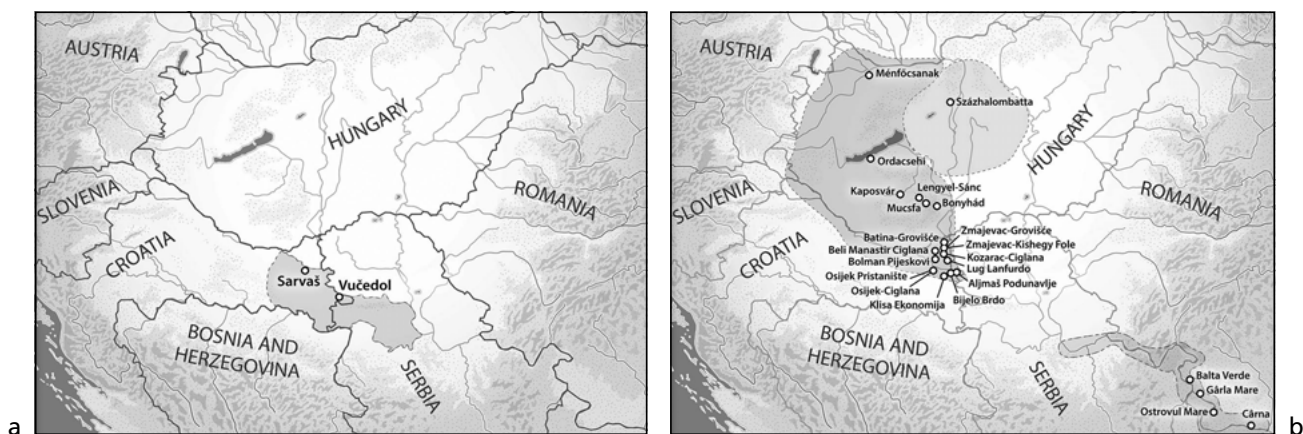 AUSTRIA
HUNGARY
SLOVENIA
ROMANIA
CROATIA
Sarvaš
Vučedol
BOSNIA AND
HERZEGOVINA
SERBIA
a
AUSTRIA
Ménfőcsanak
Százhalombatta
HUNGARY
Ordacsehi
SLOVENIA
Kaposvár
Lengyel-Sánc
Mucsfa
Bonyhád
ROMANIA
CROATIA
Batina-Grovišće
Zmajevac-Grovišće
Beli Manastir Ciglana
Zmajevac-Kishegy Fole
Bolman Pijeskovi
Kozarac-Ciglana
Osijek Pristanište
Lug Lanfurdo
Osijek-Ciglana
Aljmaš Podunavlje
Klisa Ekonomija
Bijelo Brdo
BOSNIA AND
HERZEGOVINA
SERBIA
Balta Verde
Gârla Mare
Ostrovul Mare
Cârna
b